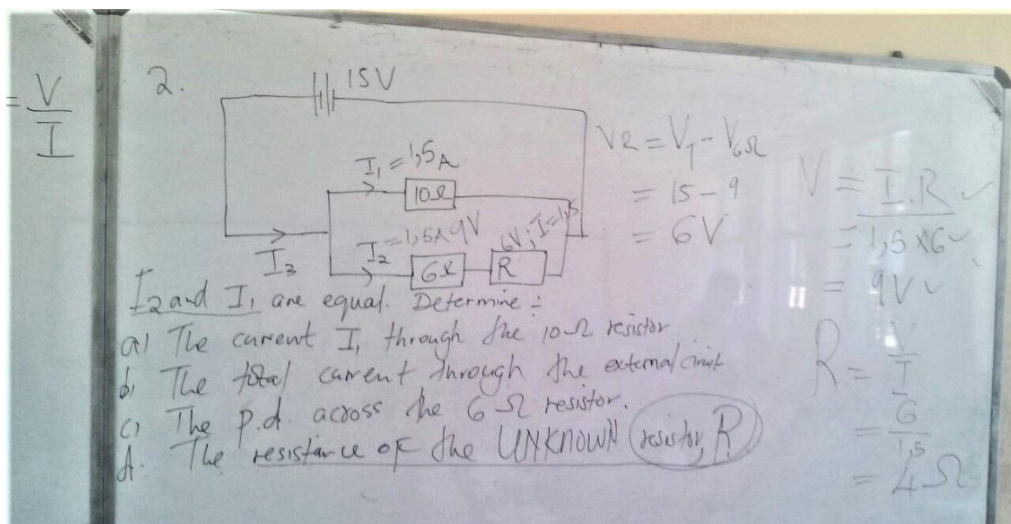 = V
I
2.
15V
I1 = 1,5A
10Ω
I2 = 1,5A 9V
6V; I=1,5
I3
6Ω
R
I2 and I1 are equal. Determine :
a) The current I1 through the 10Ω resistor
b, The total current through the external circuit
c, The p.d. across the 6Ω resistor.
d. The resistance of the UNKNOWN resistor, R
VR = VT - V6Ω
= 15 - 9
= 6V
V = I.R
= 1,5 x 6
= 9V
R = V
I
= 6
1,5
= 4Ω